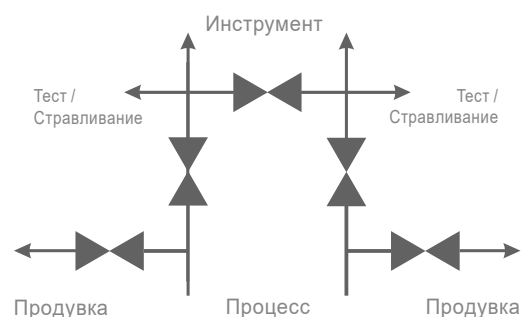 Инструмент
Тест /
Стравливание
Тест /
Стравливание
Продувка
Процесс
Продувка